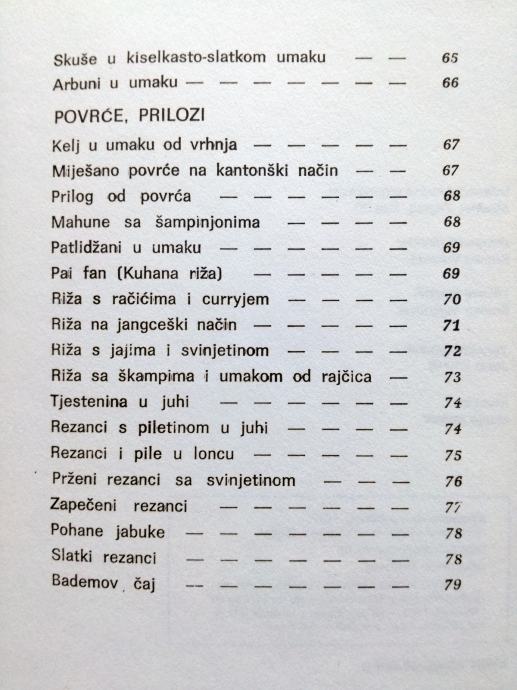 Skuše u kiselkasto-slatkom umaku — — 65
Arbuni u umaku — — — — — — — 66
POVRĆE, PRILOZI
Kelj u umaku od vrhnja — — — — — 67
Miješano povrće na kantonški način — — 67
Prilog od povrća — — — — — — 68
Mahune sa šampinjonima — — — — 68
Patlidžani u umaku — — — — — — 69
Pai fan (Kuhana riža) — — — — — 69
Riža s račićima i curryjem — — — — 70
Riža na jangceški način — — — — — 71
Riža s jajima i svinjetinom — — — — 72
Riža sa škampima i umakom od rajčica — 73
Tjestenina u juhi — — — — — — — 74
Rezanci s piletinom u juhi — — — — 74
Rezanci i pile u loncu — — — — — 75
Prženi rezanci sa svinjetinom — — — 76
Zapečeni rezanci — — — — — — 77
Pohane jabuke — — — — — — — 78
Slatki rezanci — — — — — — — 78
Bademov čaj — — — — — — — 79